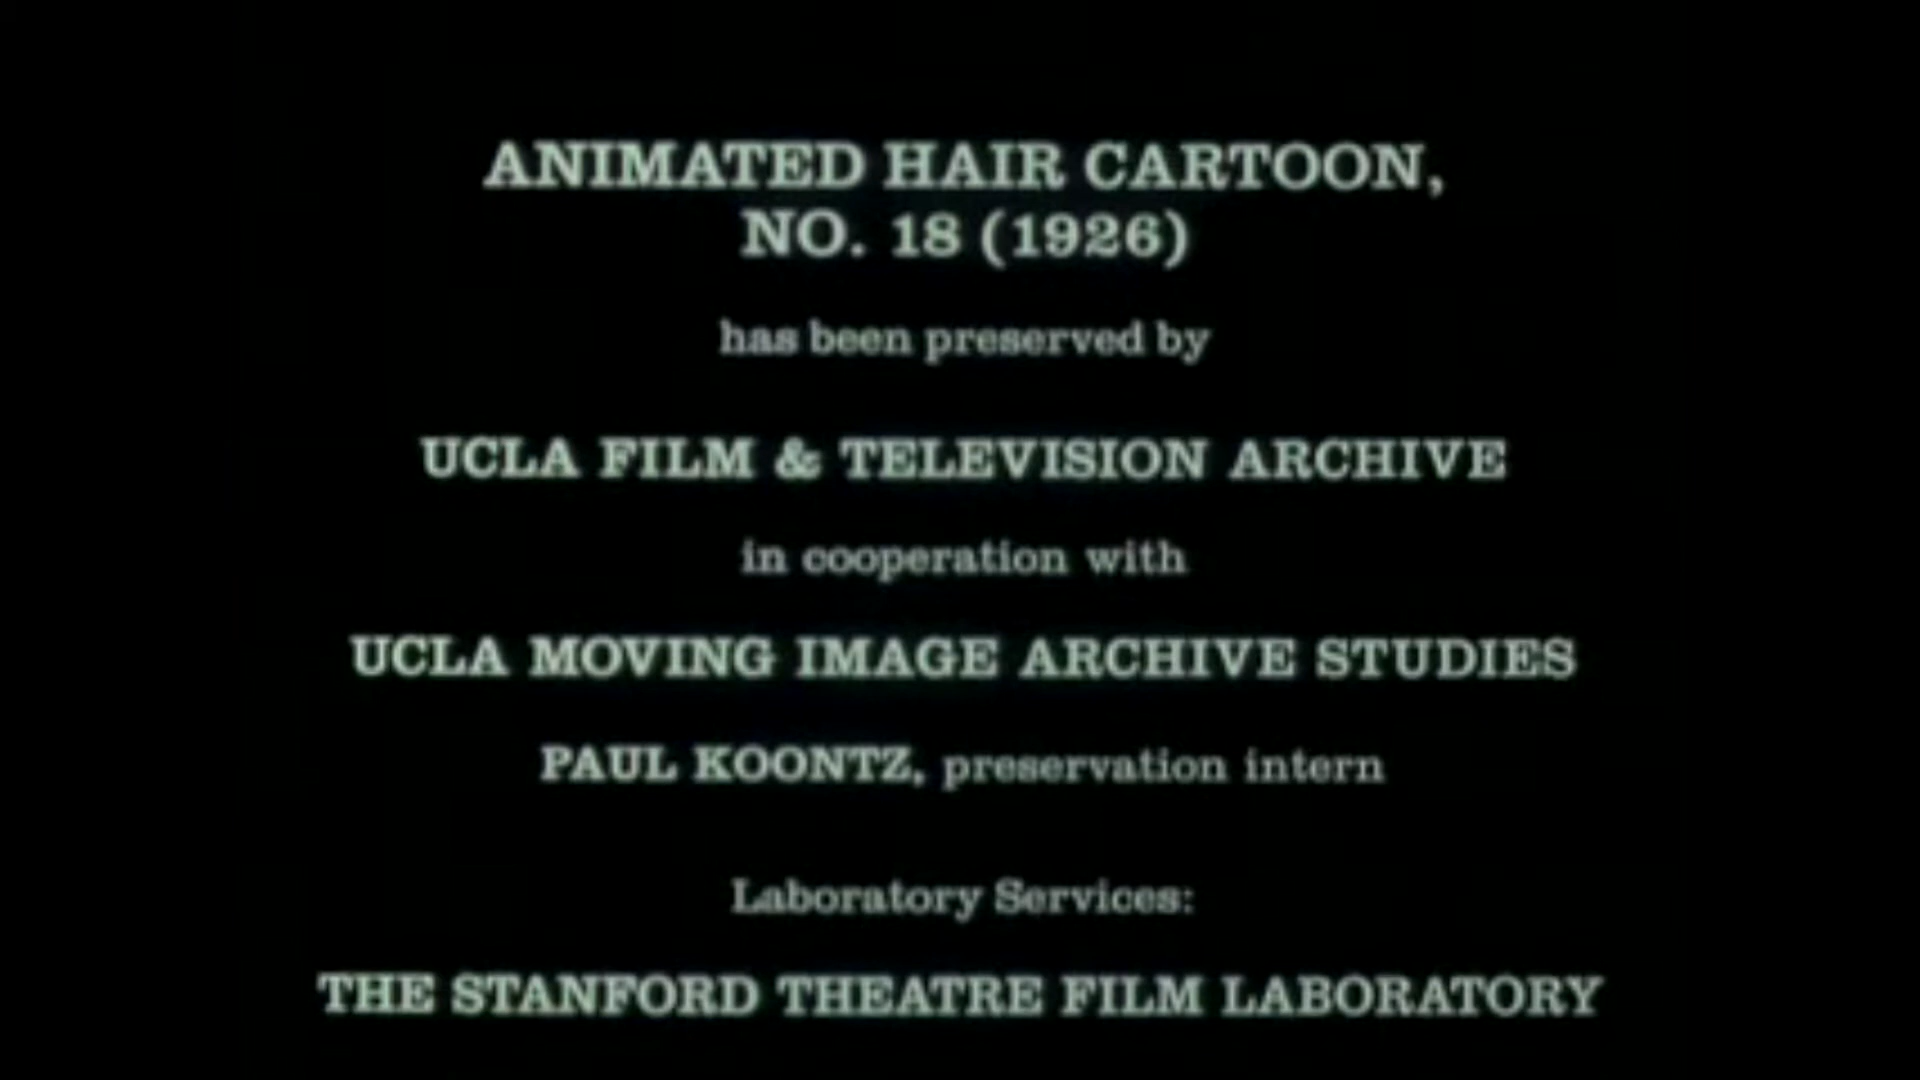 ANIMATED HAIR CARTOON,
NO. 18 (1926)
has been preserved by
UCLA FILM & TELEVISION ARCHIVE
in cooperation with
UCLA MOVING IMAGE ARCHIVE STUDIES
PAUL KOONTZ, preservation intern
Laboratory Services:
THE STANFORD THEATRE FILM LABORATORY